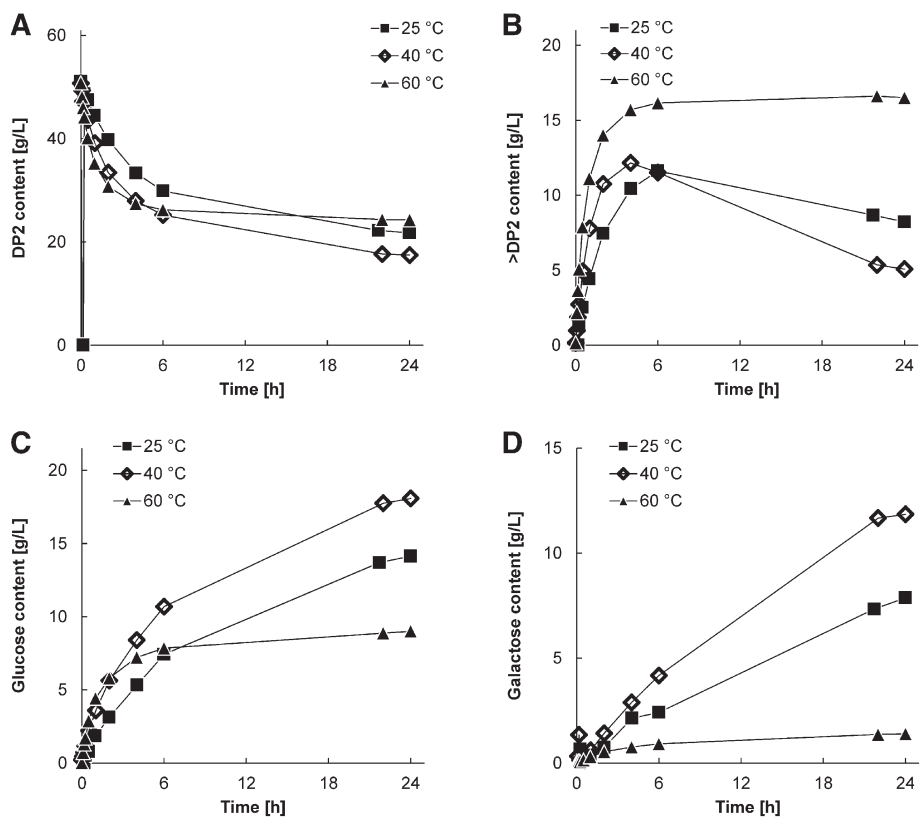 A
60
40
20
0
DP2 content [g/L]
25 °C
40 °C
60 °C
0 6 12 18 24
Time [h]
B
20
15
10
5
0
>DP2 content [g/L]
25 °C
40 °C
60 °C
0 6 12 18 24
Time [h]
C
20
15
10
5
0
Glucose content [g/L]
25 °C
40 °C
60 °C
0 6 12 18 24
Time [h]
D
15
10
5
0
Galactose content [g/L]
25 °C
40 °C
60 °C
0 6 12 18 24
Time [h]